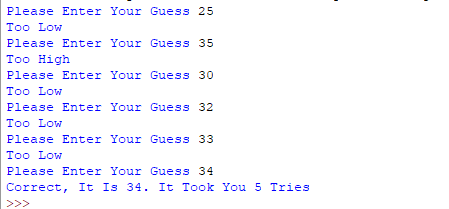 Please Enter Your Guess 25
Too Low
Please Enter Your Guess 35
Too High
Please Enter Your Guess 30
Too Low
Please Enter Your Guess 32
Too Low
Please Enter Your Guess 33
Too Low
Please Enter Your Guess 34
Correct, It Is 34. It Took You 5 Tries
>>>